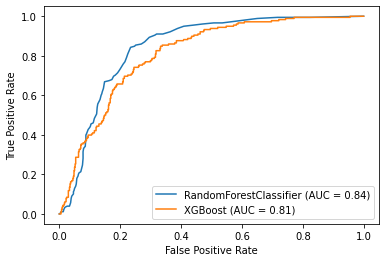 1.0
0.8
0.6
0.4
0.2
0.0
True Positive Rate
RandomForestClassifier (AUC = 0.84)
XGBoost (AUC = 0.81)
0.0 0.2 0.4 0.6 0.8 1.0
False Positive Rate